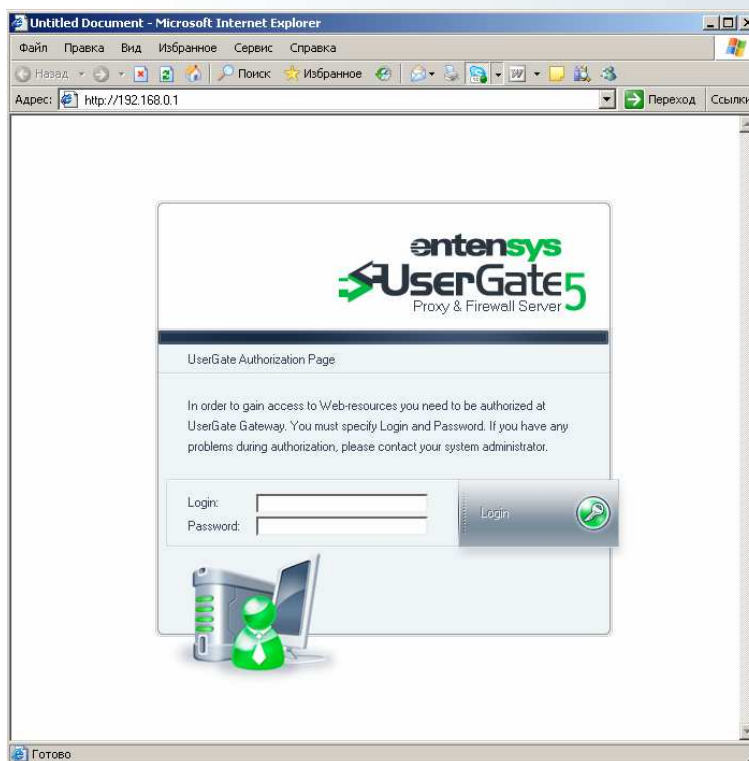 Untitled Document - Microsoft Internet Explorer
Файл Правка Вид Избранное Сервис Справка
Назад Поиск Избранное
Адрес: http://192.168.0.1 Переход Ссылки
entensys
UserGate 5
Proxy & Firewall Server
UserGate Authorization Page
In order to gain access to Web-resources you need to be authorized at
UserGate Gateway. You must specify Login and Password. If you have any
problems during authorization, please contact your system administrator.
Login:
Login
Password:
Готово